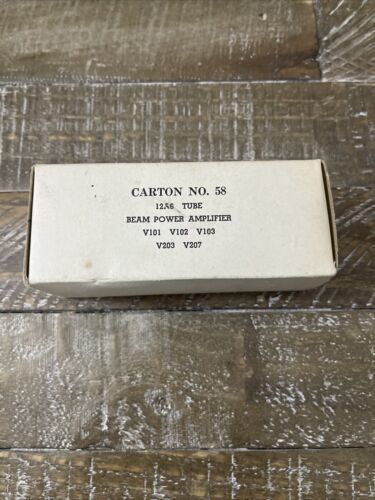 CARTON NO. 58
12A6 TUBE
BEAM POWER AMPLIFIER
V101 V102 V103
V203 V207